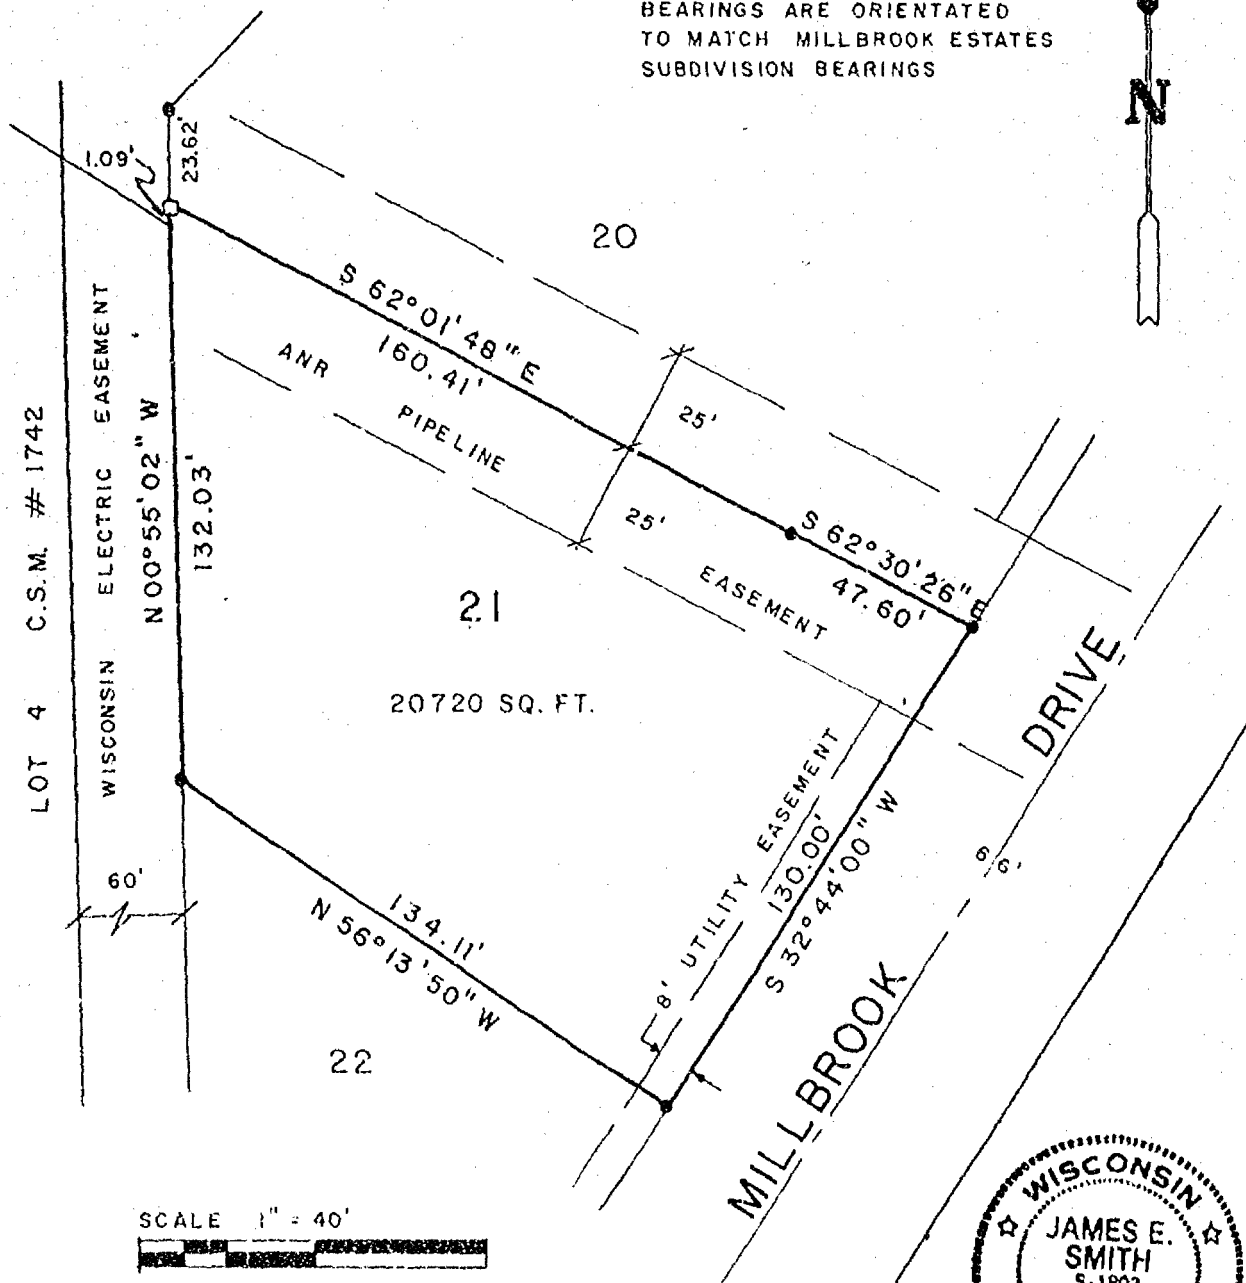 BEARINGS ARE ORIENTATED
TO MATCH MILLBROOK ESTATES
SUBDIVISION BEARINGS
N
1.09'
23.62'
20
S 62°01'48" E
160.41'
ANR PIPELINE EASEMENT
25'
25'
S 62°30'26" E
47.60'
LOT 4 C.S.M. # 1742
WISCONSIN ELECTRIC EASEMENT
N00°55'02" W
132.03'
21
20720 SQ. FT.
8' UTILITY EASEMENT
130.00'
S 32°44'00" W
MILLBROOK DRIVE
66'
60'
134.11'
N 56°13'50" W
22
SCALE 1" = 40'
WISCONSIN
JAMES E.
SMITH